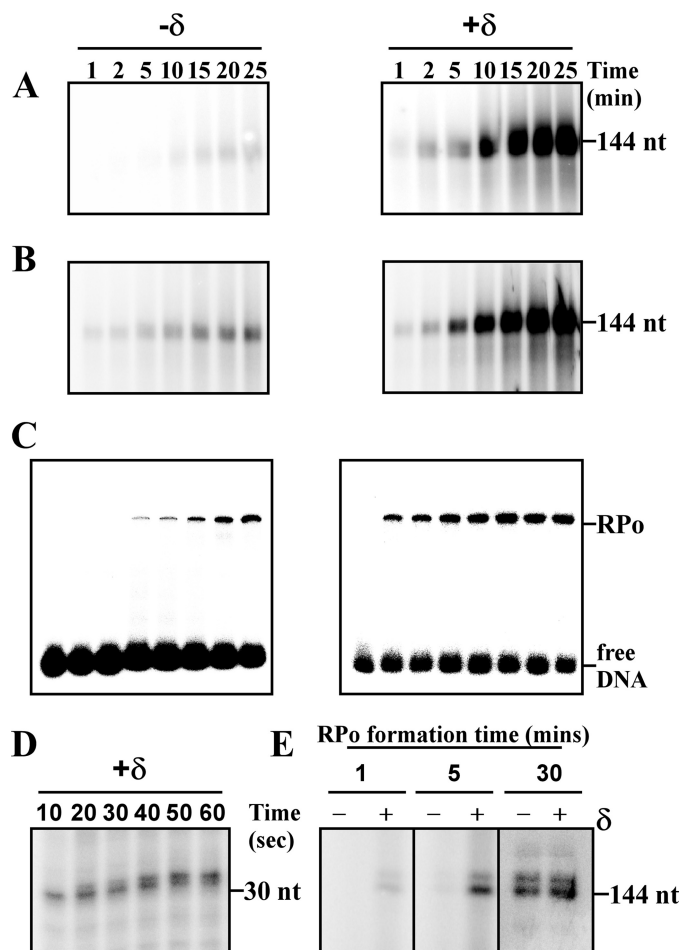 -δ +δ
1 2 5 10 15 20 25 1 2 5 10 15 20 25 Time
(min)
A
144 nt
B
144 nt
C
RPo
free
DNA
D E
RPo formation time (mins)
+δ
1 5 30
10 20 30 40 50 60 Time
(sec)
– + – + – + δ
30 nt
144 nt